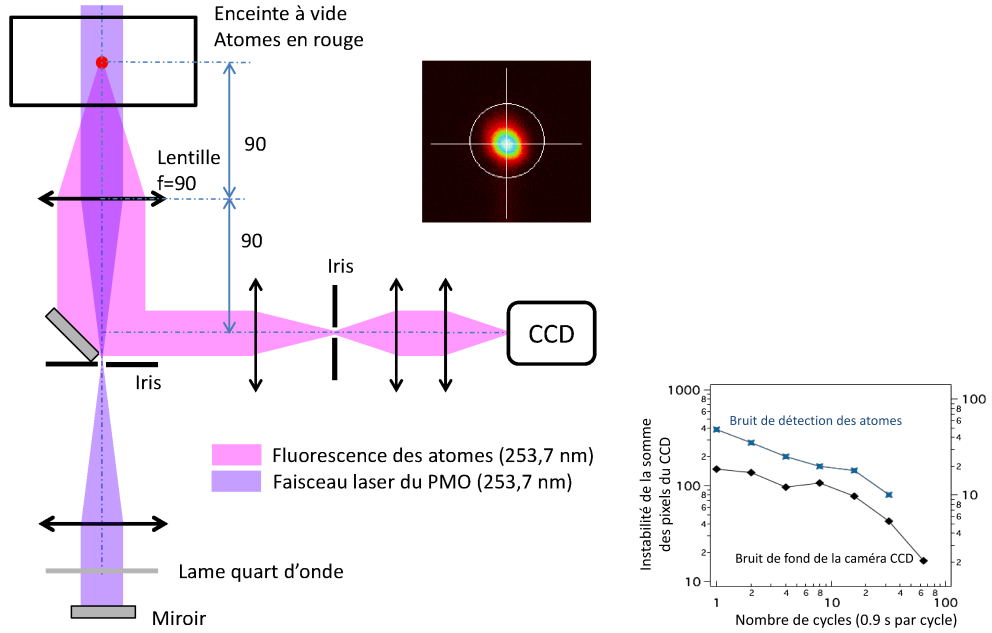 Enceinte à vide
Atomes en rouge
90
Lentille
f=90
90
Iris
CCD
Iris
Fluorescence des atomes (253,7 nm)
Faisceau laser du PMO (253,7 nm)
Lame quart d’onde
Miroir
Instabilité de la somme
des pixels du CCD
1000
8
6
4
2
100
8
6
4
2
10
Bruit de détection des atomes
Bruit de fond de la caméra CCD
100
8
6
4
2
10
8
6
4
2
1
2
4
6
8
10
2
4
6
8
100
Nombre de cycles (0.9 s par cycle)